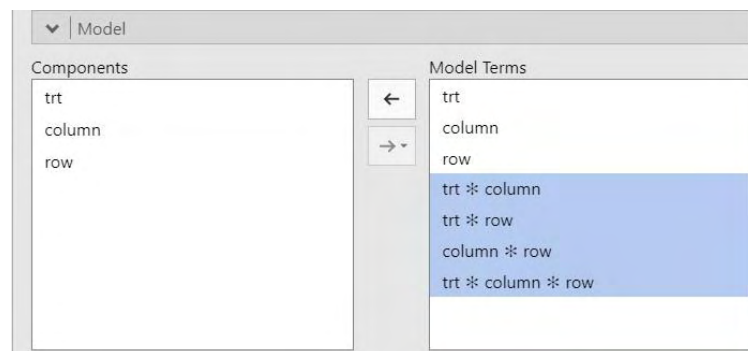 Model
Components
trt
column
row
Model Terms
trt
column
row
trt ✻ column
trt ✻ row
column ✻ row
trt ✻ column ✻ row